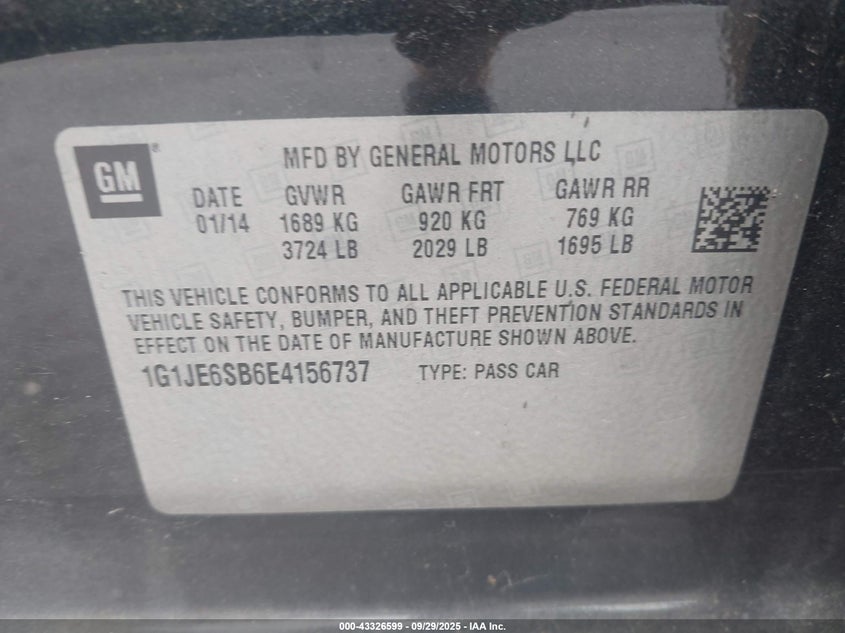 GM
®
MFD BY GENERAL MOTORS LLC
DATE GVWR GAWR FRT GAWR RR
01/14 1689 KG 920 KG 769 KG
3724 LB 2029 LB 1695 LB
THIS VEHICLE CONFORMS TO ALL APPLICABLE U.S. FEDERAL MOTOR
VEHICLE SAFETY, BUMPER, AND THEFT PREVENTION STANDARDS IN
EFFECT ON THE DATE OF MANUFACTURE SHOWN ABOVE.
1G1JE6SB6E4156737 TYPE: PASS CAR
000-43326599 - 09/29/2025 - IAA Inc.